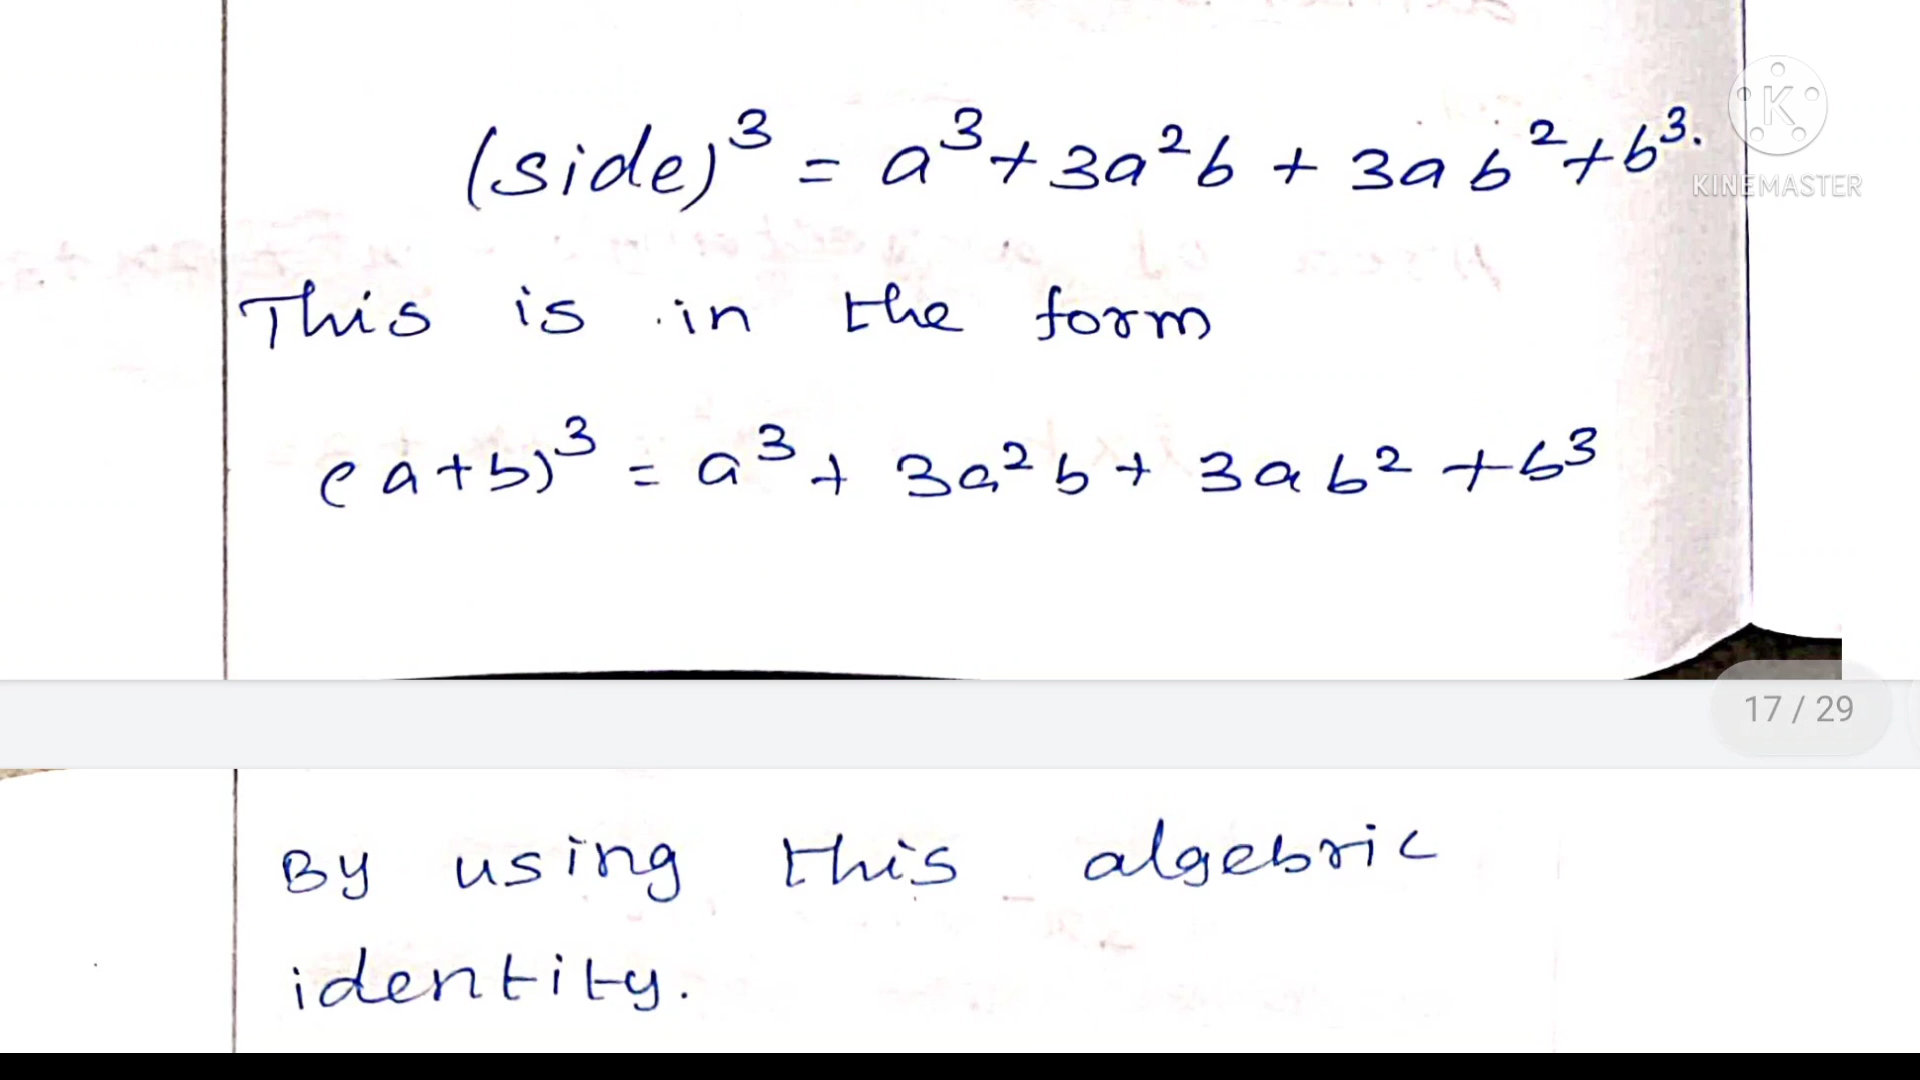 (side)³ = a³ + 3a²b + 3ab² + b³.
KINEMASTER
This is in the form
(a+b)³ = a³ + 3a²b + 3ab² + b³
17 / 29
By using this algebric
identity.